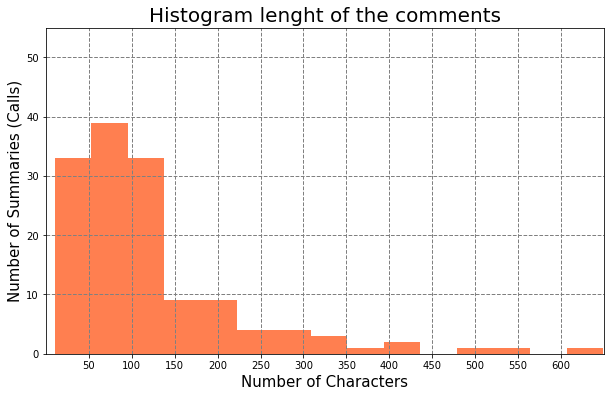 Histogram lenght of the comments
Number of Summaries (Calls)
50
40
30
20
10
0
50 100 150 200 250 300 350 400 450 500 550 600
Number of Characters